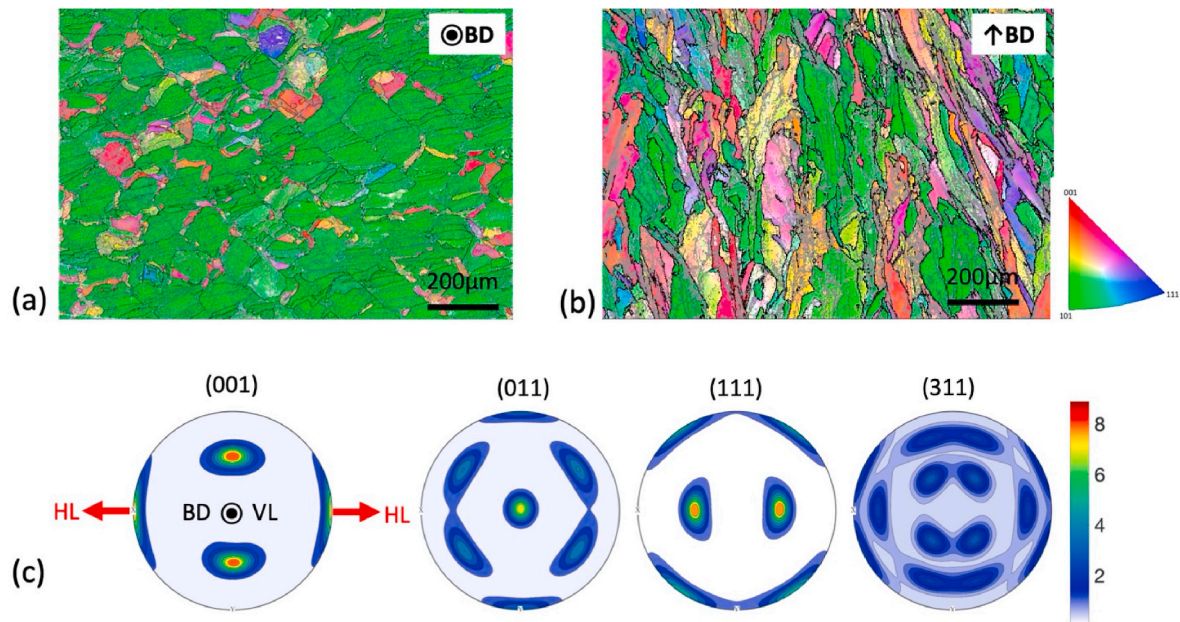 ⊙BD
↑BD
001
111
101
200μm
200μm
(a)
(b)
(001)
(011)
(111)
(311)
8
6
4
2
HL
BD ⊙ VL
HL
X
X
X
X
Y
Y
Y
Y
(c)